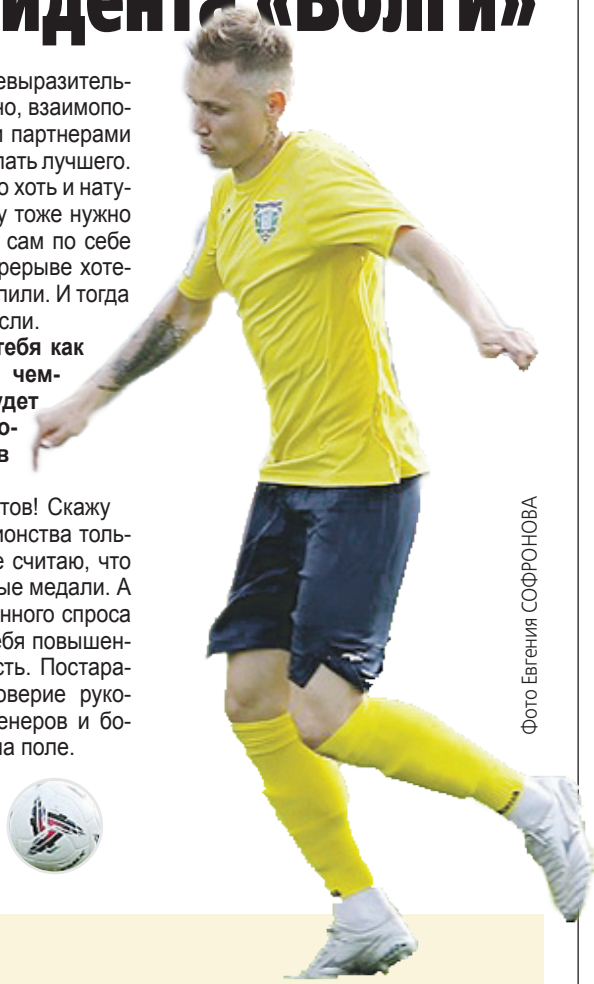 идента «Волги»
евыразитель-
но, взаимопо-
и партнерами
лать лучшего.
о хоть и нату-
у тоже нужно
сам по себе
рерыве хоте-
пили. И тогда
сли.
тебя как
чем-
удет
о-
в
тов! Скажу
ионства толь-
е считаю, что
ые медали. А
нного спроса
ебя повышен-
сть. Постара-
оверие руко-
енеров и бо-
на поле.
Фото Евгения СОФРОНОВА